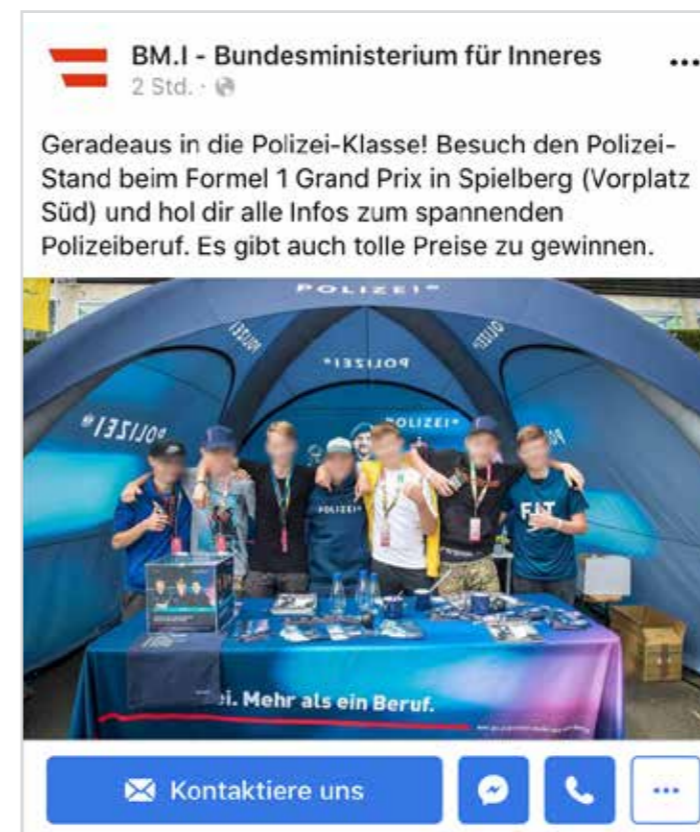 BM.I - Bundesministerium für Inneres
2 Std. ·
Geradeaus in die Polizei-Klasse! Besuch den Polizei-
Stand beim Formel 1 Grand Prix in Spielberg (Vorplatz
Süd) und hol dir alle Infos zum spannenden
Polizeiberuf. Es gibt auch tolle Preise zu gewinnen.
POLIZEI*
POLIZEI
POLIZEI
POLIZEI*
POLIZEI*
POLIZEI*
POLIZEI*
FIT
ei. Mehr als ein Beruf.
Kontaktiere uns